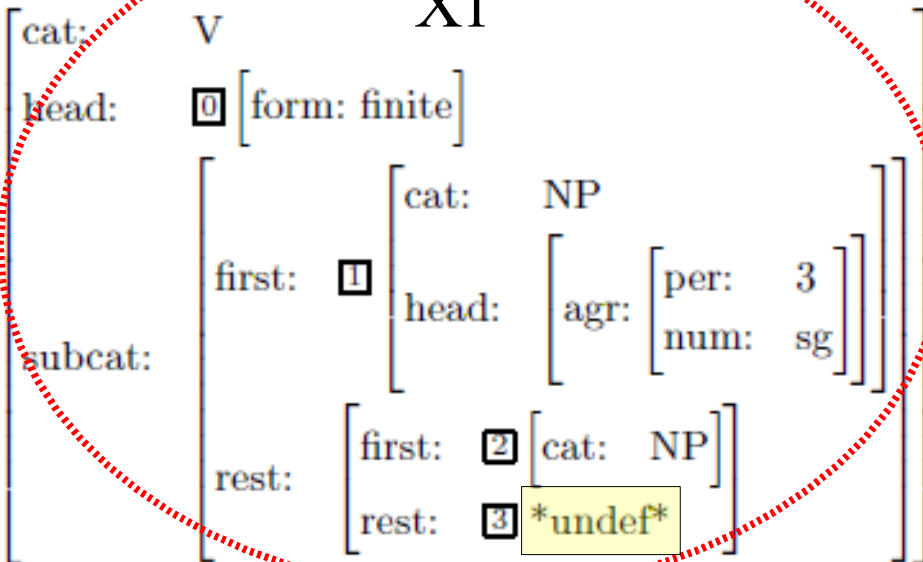 X1
cat: V
head: 0 [form: finite]
cat: NP
first: 1
per: 3
head: agr:
num: sg
subcat:
first: 2 [cat: NP]
rest:
rest: 3 *undef*